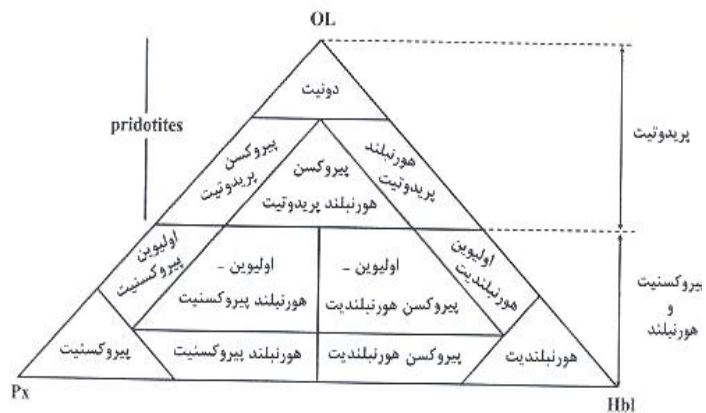 OL
دونیت
pridotites
پریدوتیت
پیروکسن
پریدوتیت
هورنبلند
پریدوتیت
پیروکسن
هورنبلند پریدوتیت
اولیوین
پیروکسنیت
اولیوین
هورنبلندیت
اولیوین -
هورنبلند پیروکسنیت
اولیوین -
پیروکسن هورنبلندیت
پیروکسنیت
و
هورنبلند
پیروکسنیت
هورنبلند پیروکسنیت
پیروکسن هورنبلندیت
هورنبلندیت
Px
Hbl